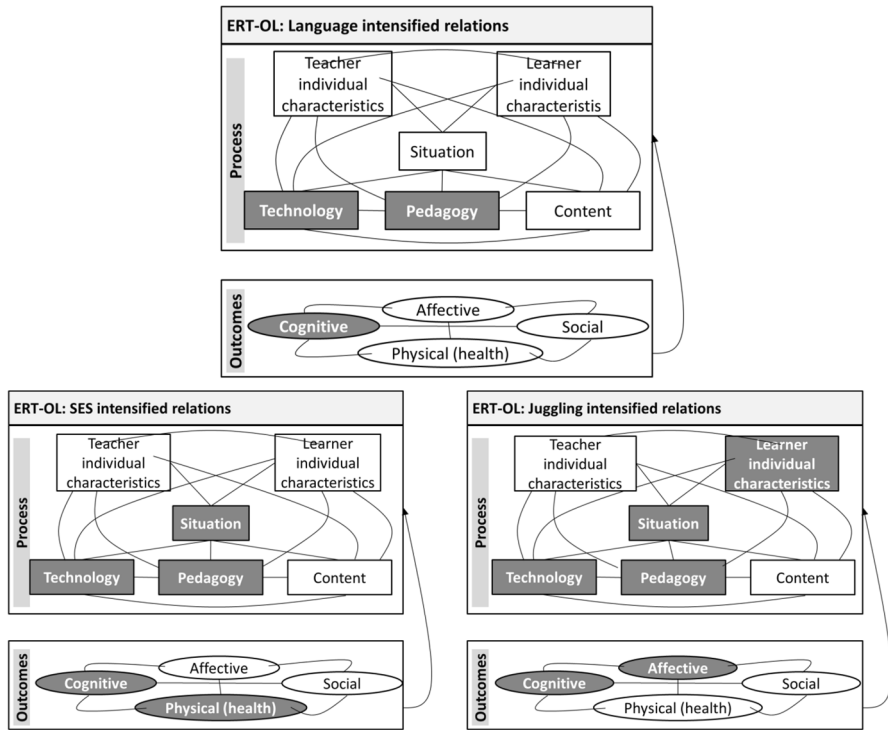 ERT-OL: Language intensified relations
Process
Teacher
individual
characteristics
Learner
individual
characteristis
Situation
Technology
Pedagogy
Content
Outcomes
Affective
Cognitive
Social
Physical (health)
ERT-OL: SES intensified relations
Process
Teacher
individual
characteristics
Learner
individual
characteristics
Situation
Technology
Pedagogy
Content
Outcomes
Affective
Cognitive
Social
Physical (health)
ERT-OL: Juggling intensified relations
Process
Teacher
individual
characteristics
Learner
individual
characteristics
Situation
Technology
Pedagogy
Content
Outcomes
Affective
Cognitive
Social
Physical (health)